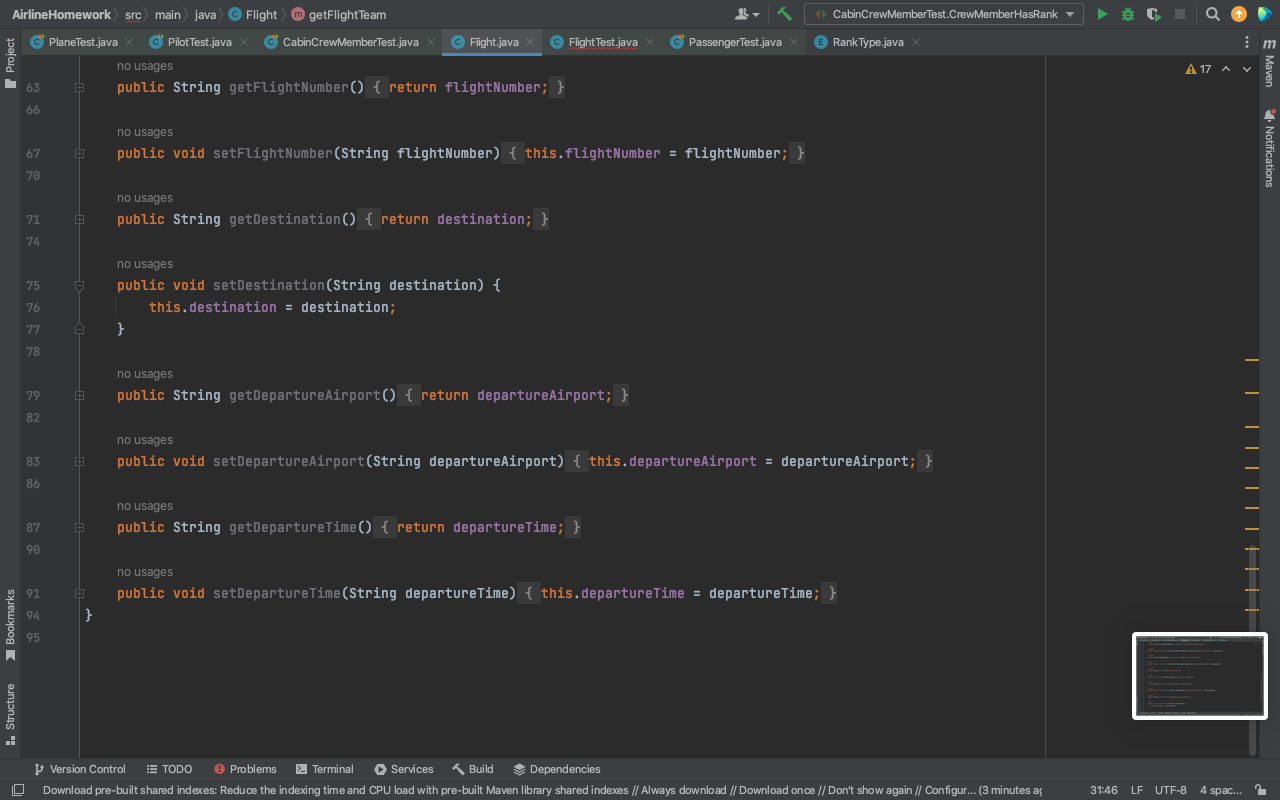 AirlineHomework src main java Flight getFlightTeam CabinCrewMemberTest.CrewMemberHasRank
PlaneTest.java PilotTest.java CabinCrewMemberTest.java Flight.java FlightTest.java PassengerTest.java RankType.java
Project
Bookmarks
Structure
Maven
Notifications
17
no usages
63 public String getFlightNumber() { return flightNumber; }
66
no usages
67 public void setFlightNumber(String flightNumber) { this.flightNumber = flightNumber; }
70
no usages
71 public String getDestination() { return destination; }
74
no usages
75 public void setDestination(String destination) {
76 this.destination = destination;
77 }
78
no usages
79 public String getDepartureAirport() { return departureAirport; }
82
no usages
83 public void setDepartureAirport(String departureAirport) { this.departureAirport = departureAirport; }
86
no usages
87 public String getDepartureTime() { return departureTime; }
90
no usages
91 public void setDepartureTime(String departureTime) { this.departureTime = departureTime; }
94 }
95
Version Control TODO Problems Terminal Services Build Dependencies
Download pre-built shared indexes: Reduce the indexing time and CPU load with pre-built Maven library shared indexes // Always download // Download once // Don't show again // Configur... (3 minutes ag 31:46 LF UTF-8 4 spac...